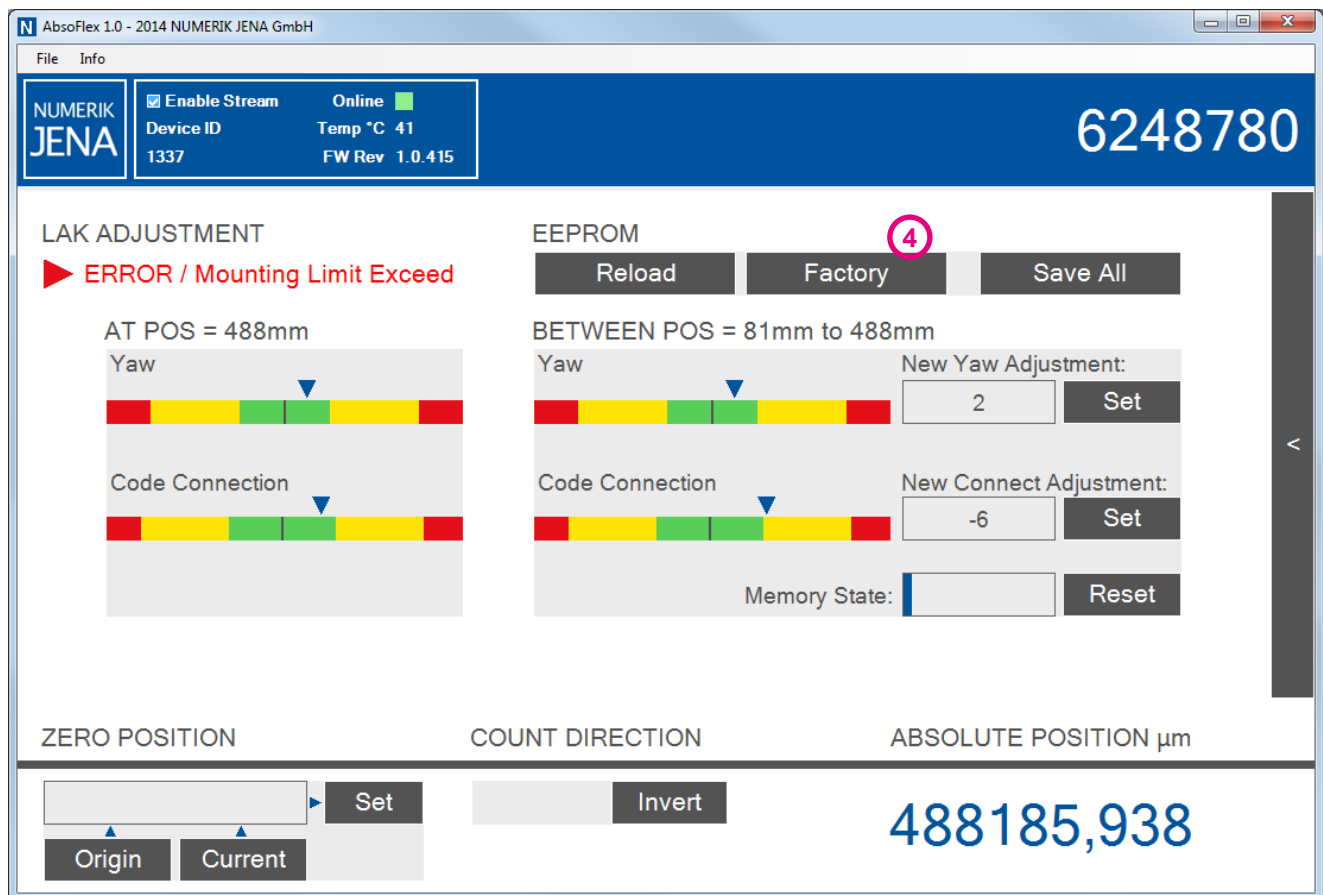 AbsoFlex 1.0 - 2014 NUMERIK JENA GmbH
File Info
NUMERIK
JENA
Enable Stream Online
Device ID Temp °C 41
1337 FW Rev 1.0.415
6248780
LAK ADJUSTMENT
ERROR / Mounting Limit Exceed
EEPROM
4
Reload Factory Save All
AT POS = 488mm
Yaw
Code Connection
BETWEEN POS = 81mm to 488mm
Yaw
New Yaw Adjustment:
2 Set
Code Connection
New Connect Adjustment:
-6 Set
Memory State: Reset
<
ZERO POSITION
Set
Origin Current
COUNT DIRECTION
Invert
ABSOLUTE POSITION µm
488185,938